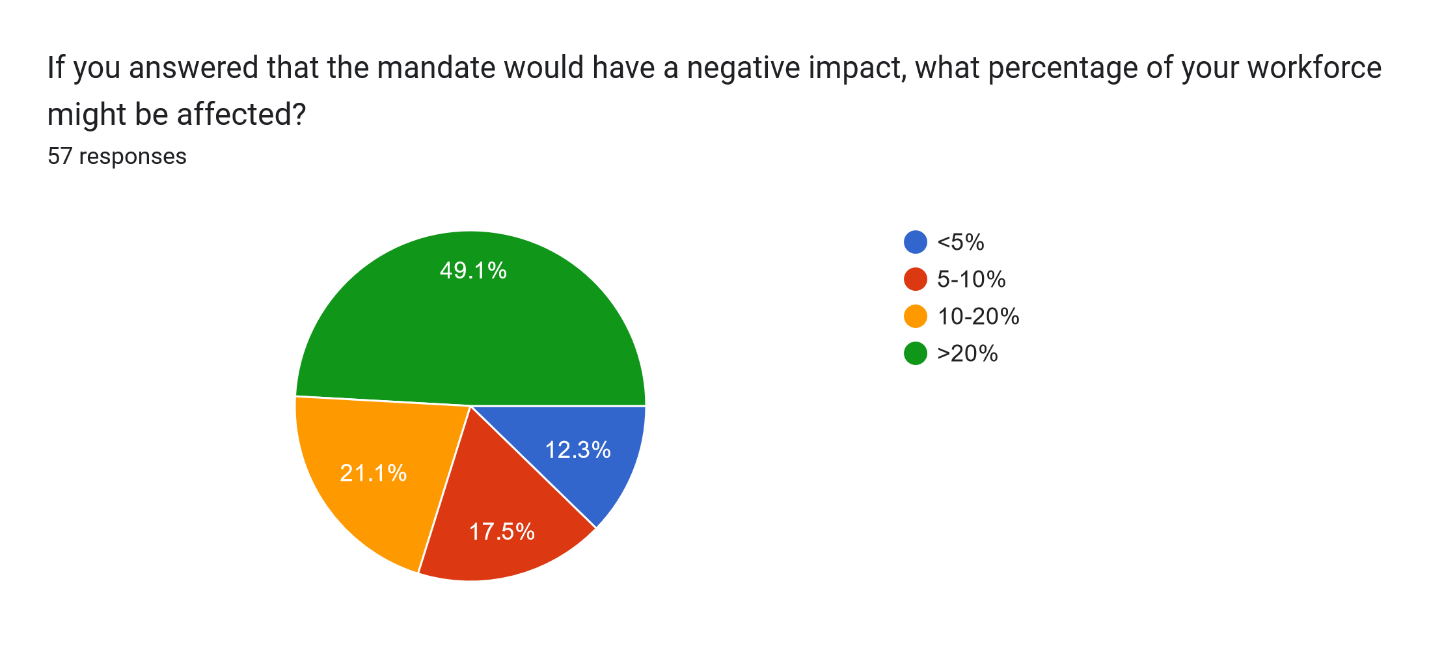 If you answered that the mandate would have a negative impact, what percentage of your workforce
might be affected?
57 responses
49.1%
12.3%
21.1%
17.5%
<5%
5-10%
10-20%
>20%